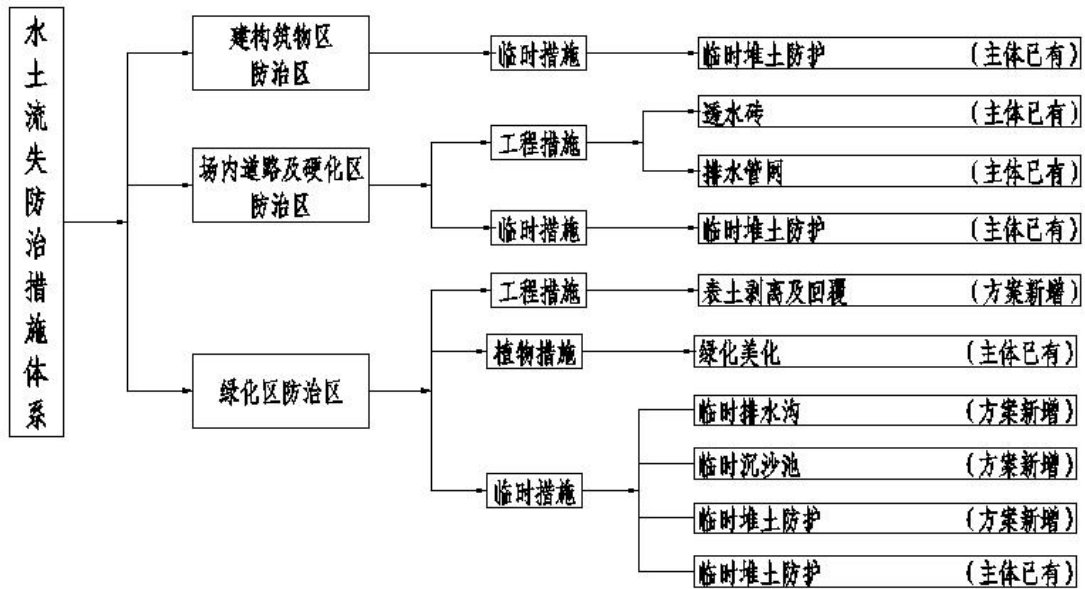 水土流失防治措施体系
建构筑物区
防治区
临时措施
临时堆土防护 (主体已有)
场内道路及硬化区
防治区
工程措施
透水砖 (主体已有)
排水管网 (主体已有)
临时措施
临时堆土防护 (主体已有)
绿化区防治区
工程措施
表土剥离及回覆 (方案新增)
植物措施
绿化美化 (主体已有)
临时措施
临时排水沟 (方案新增)
临时沉沙池 (方案新增)
临时堆土防护 (方案新增)
临时堆土防护 (主体已有)